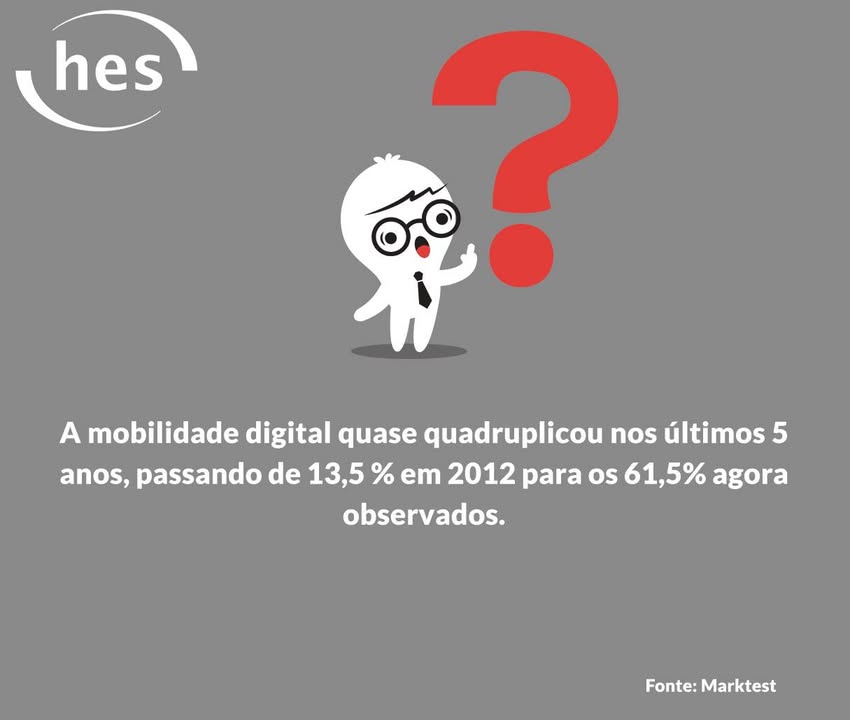 hes
A mobilidade digital quase quadruplicou nos últimos 5
anos, passando de 13,5 % em 2012 para os 61,5% agora
observados.
Fonte: Marktest